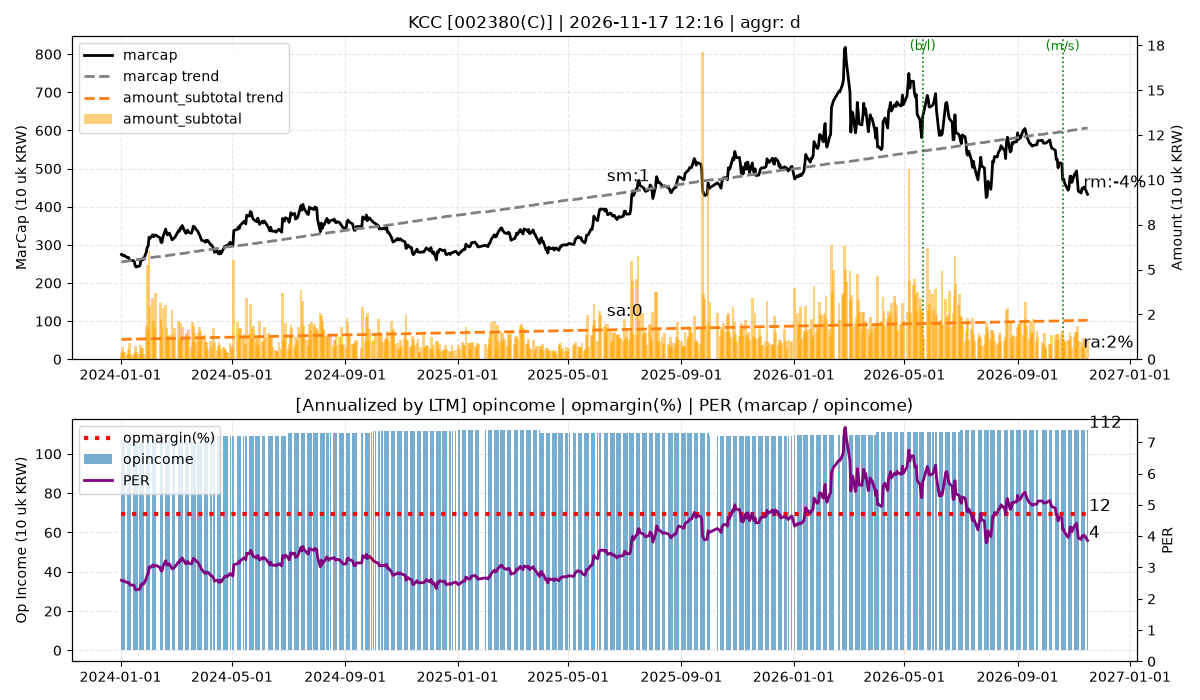 KCC [002380(C)] | 2026-11-17 12:16 | aggr: d
marcap
marcap trend
amount_subtotal trend
amount_subtotal
(b/l)
(m/s)
sm:1
rm:-4%
sa:0
ra:2%
MarCap (10 uk KRW)
800
700
600
500
400
300
200
100
0
Amount (10 uk KRW)
18
15
12
10
8
5
2
0
2024-01-01 2024-05-01 2024-09-01 2025-01-01 2025-05-01 2025-09-01 2026-01-01 2026-05-01 2026-09-01 2027-01-01
[Annualized by LTM] opincome | opmargin(%) | PER (marcap / opincome)
opmargin(%)
opincome
PER
112
12
4
Op Income (10 uk KRW)
100
80
60
40
20
0
PER
7
6
5
4
3
2
1
0
2024-01-01 2024-05-01 2024-09-01 2025-01-01 2025-05-01 2025-09-01 2026-01-01 2026-05-01 2026-09-01 2027-01-01